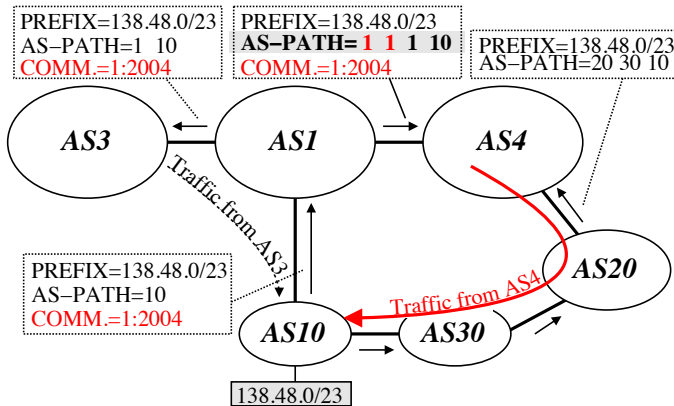 PREFIX=138.48.0/23
AS−PATH=1 10
COMM.=1:2004
PREFIX=138.48.0/23
AS−PATH= 1 1 1 10
COMM.=1:2004
PREFIX=138.48.0/23
AS−PATH=20 30 10
AS3
AS1
AS4
Traffic from AS3
PREFIX=138.48.0/23
AS−PATH=10
COMM.=1:2004
AS20
Traffic from AS4
AS10
AS30
138.48.0/23